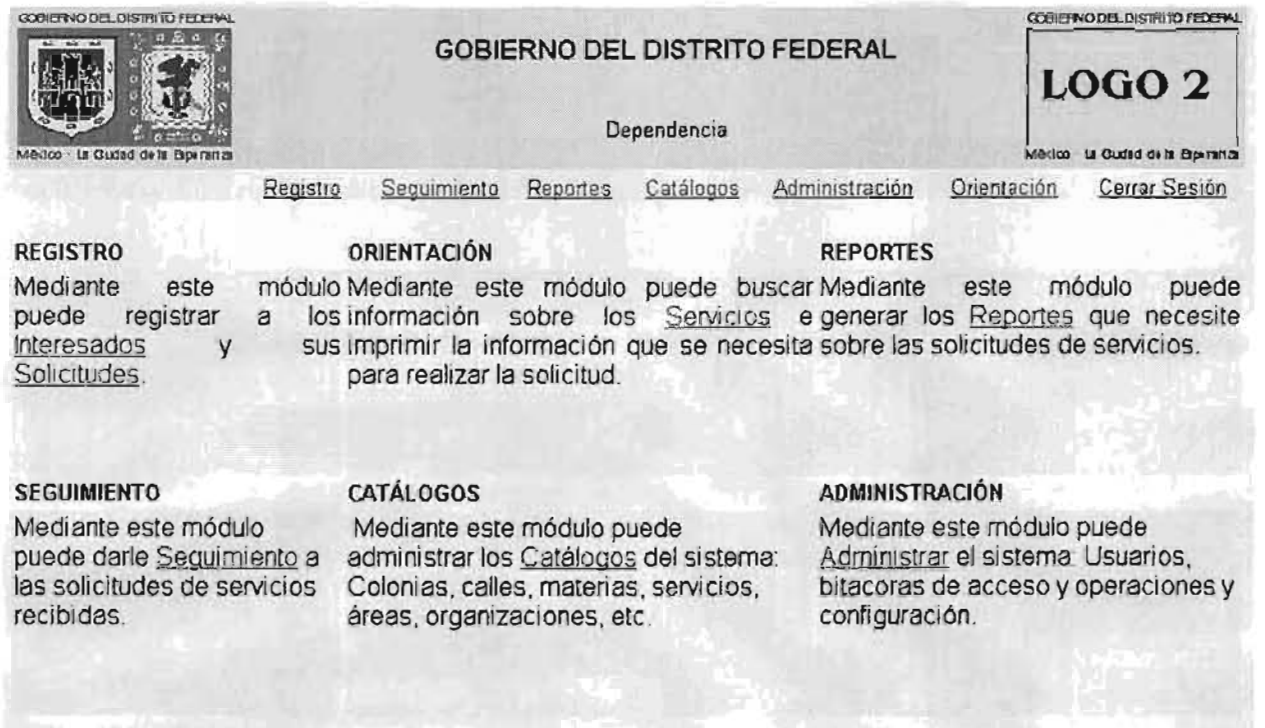 GOBIERNO DEL DISTRITO FEDERAL
México - La Ciudad de la Esperanza
GOBIERNO DEL DISTRITO FEDERAL
Dependencia
GOBIERNO DEL DISTRITO FEDERAL
LOGO 2
México - La Ciudad de la Esperanza
Registro Seguimiento Reportes Catálogos Administración Orientación Cerrar Sesión
REGISTRO
Mediante este módulo
puede registrar a los
Interesados y sus
Solicitudes.
ORIENTACIÓN
Mediante este módulo puede buscar
información sobre los Servicios e
imprimir la información que se necesita
para realizar la solicitud.
REPORTES
Mediante este módulo puede
generar los Reportes que necesite
sobre las solicitudes de servicios.
SEGUIMIENTO
Mediante este módulo
puede darle Seguimiento a
las solicitudes de servicios
recibidas.
CATÁLOGOS
Mediante este módulo puede
administrar los Catálogos del sistema:
Colonias, calles, materias, servicios,
áreas, organizaciones, etc.
ADMINISTRACIÓN
Mediante este módulo puede
Administrar el sistema: Usuarios,
bitacoras de acceso y operaciones y
configuración.